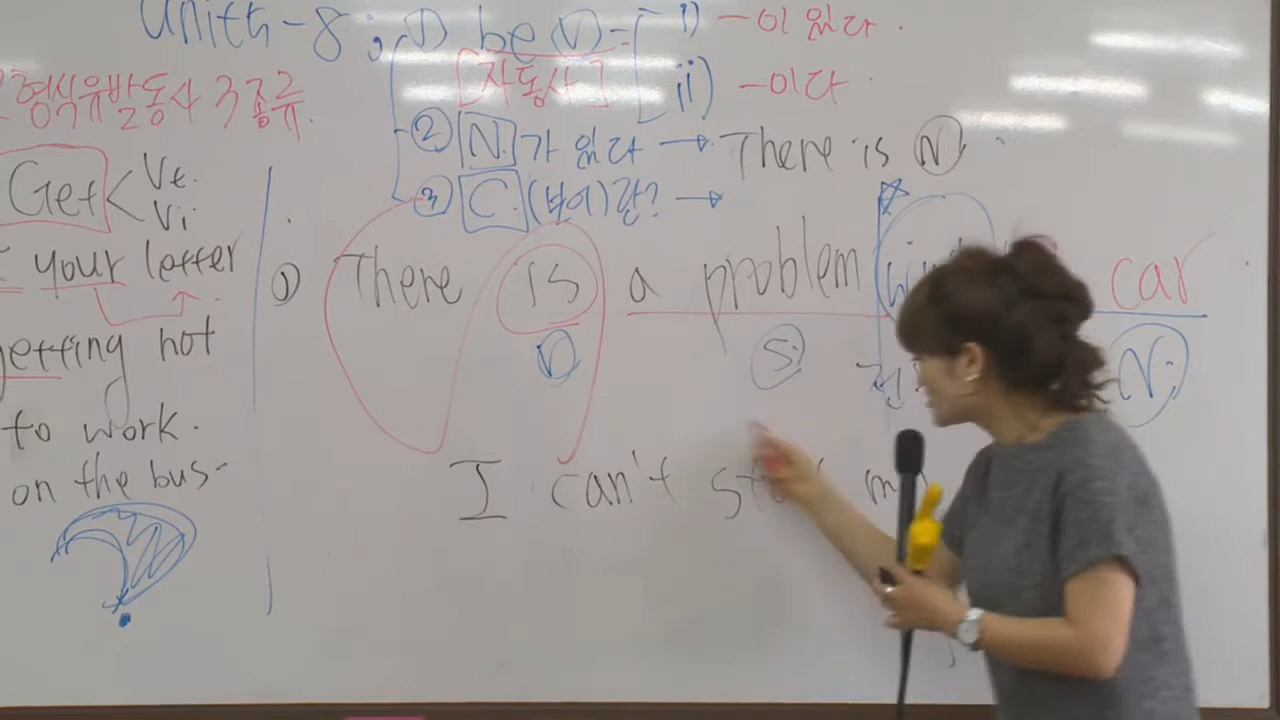 Unit-8 ; ① be ⓥ = i) -이 있다.
[자동사] ii) -이다.
형식유발동사 3종류.
② N 가 있다 → There is Ⓝ.
③ C (보어)란? →
Get < Vt. Vi
your letter
getting hot
to work.
on the bus-
① There is a problem car
Ⓥ Ⓢ 전 Ⓝ
I can't